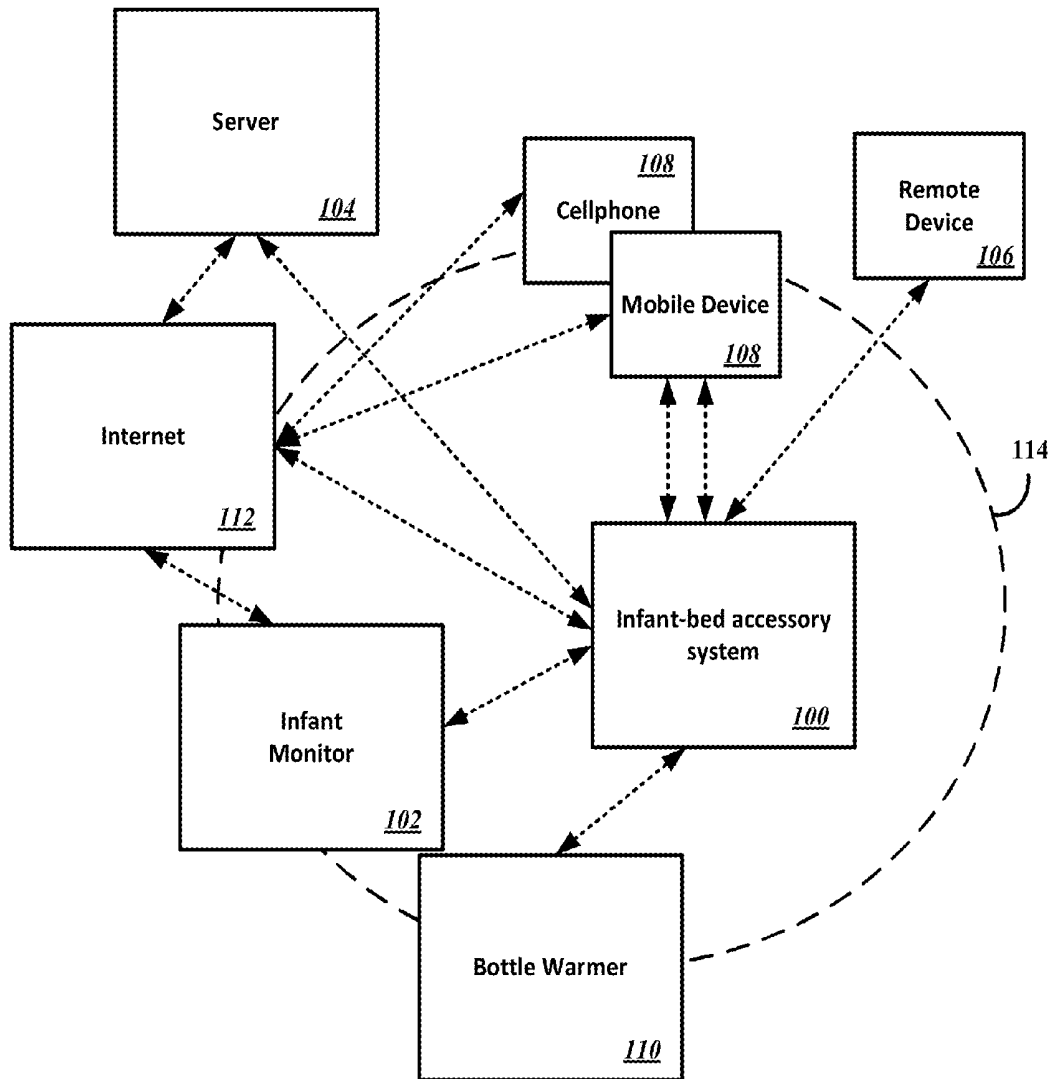 Server
104
108
Cellphone
Remote
Device
106
Mobile Device
108
Internet
112
114
Infant-bed accessory
system
100
Infant
Monitor
102
Bottle Warmer
110